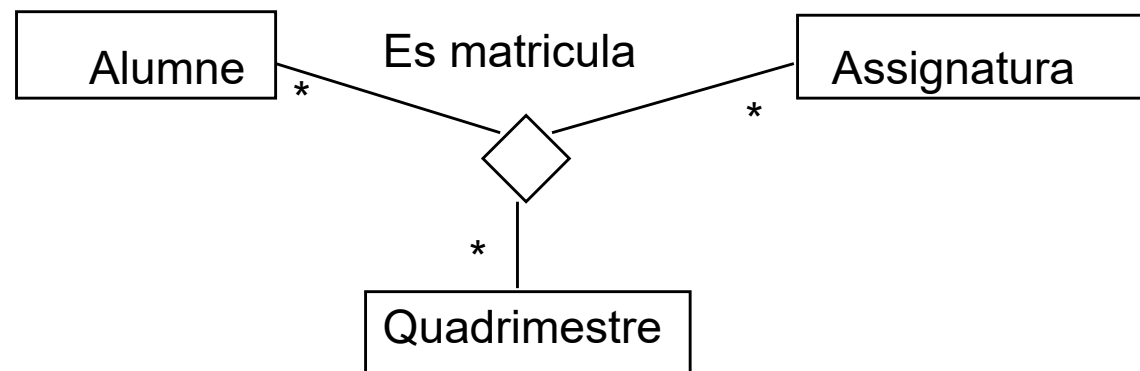 Es matricula
Alumne
Assignatura
*
*
*
Quadrimestre